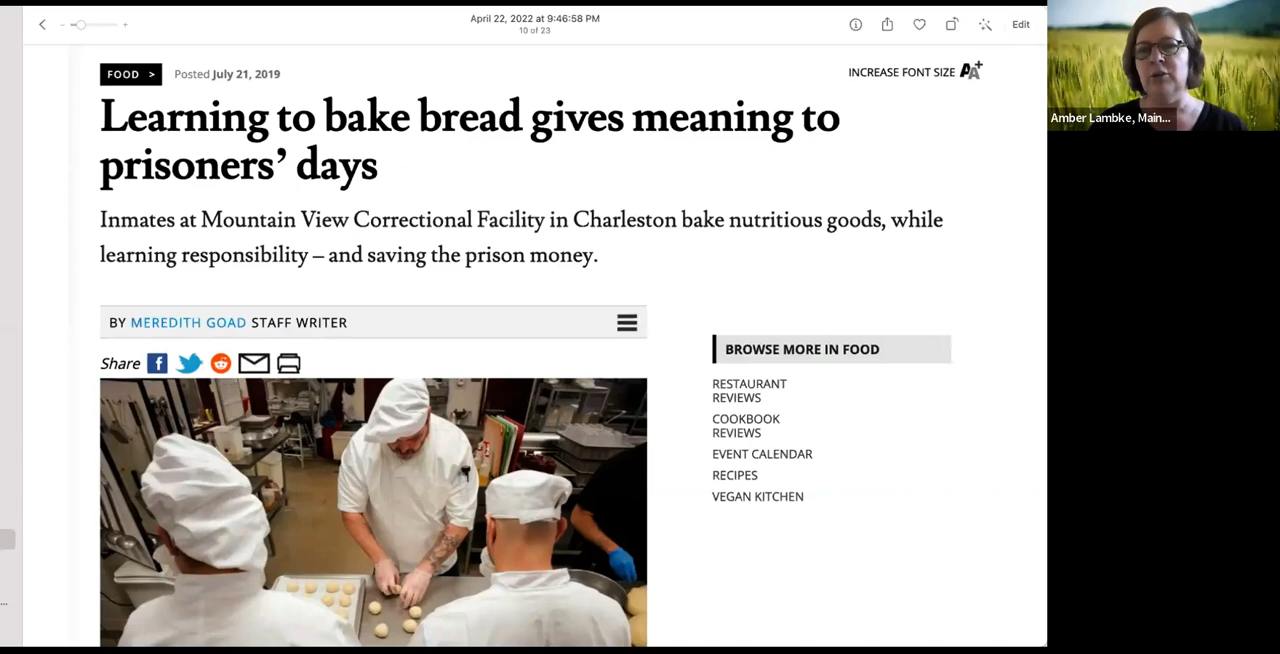 April 22, 2022 at 9:46:58 PM
10 of 23
Edit
FOOD >
Posted July 21, 2019
INCREASE FONT SIZE AA+
Learning to bake bread gives meaning to
prisoners' days
Inmates at Mountain View Correctional Facility in Charleston bake nutritious goods, while
learning responsibility – and saving the prison money.
BY MEREDITH GOAD STAFF WRITER
Share
BROWSE MORE IN FOOD
RESTAURANT
REVIEWS
COOKBOOK
REVIEWS
EVENT CALENDAR
RECIPES
VEGAN KITCHEN
Amber Lambke, Main...